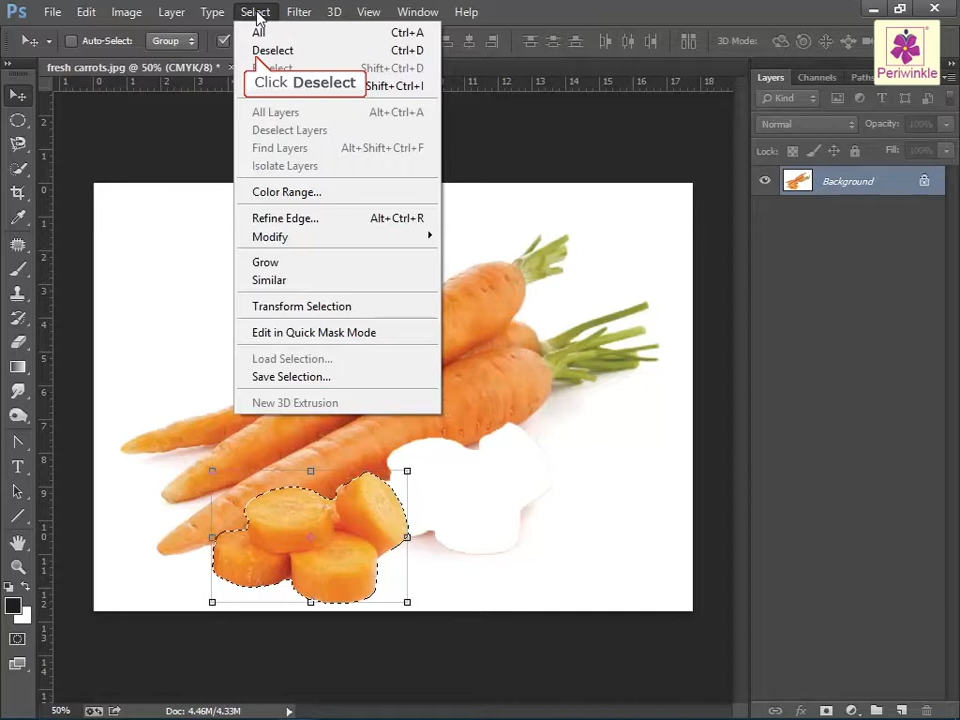 Ps File Edit Image Layer Type Select Filter 3D View Window Help
Auto-Select: Group 3D Mode:
fresh carrots.jpg @ 50% (CMYK/8) *
Periwinkle
All Ctrl+A
Deselect Ctrl+D
Shift+Ctrl+D
Click Deselect
Shift+Ctrl+I
All Layers Alt+Ctrl+A
Deselect Layers
Find Layers Alt+Shift+Ctrl+F
Isolate Layers
Color Range...
Refine Edge... Alt+Ctrl+R
Modify
Grow
Similar
Transform Selection
Edit in Quick Mask Mode
Load Selection...
Save Selection...
New 3D Extrusion
Layers Channels Paths
Kind
Normal Opacity: 100%
Lock: Fill: 100%
Background
50% Doc: 4.46M/4.33M